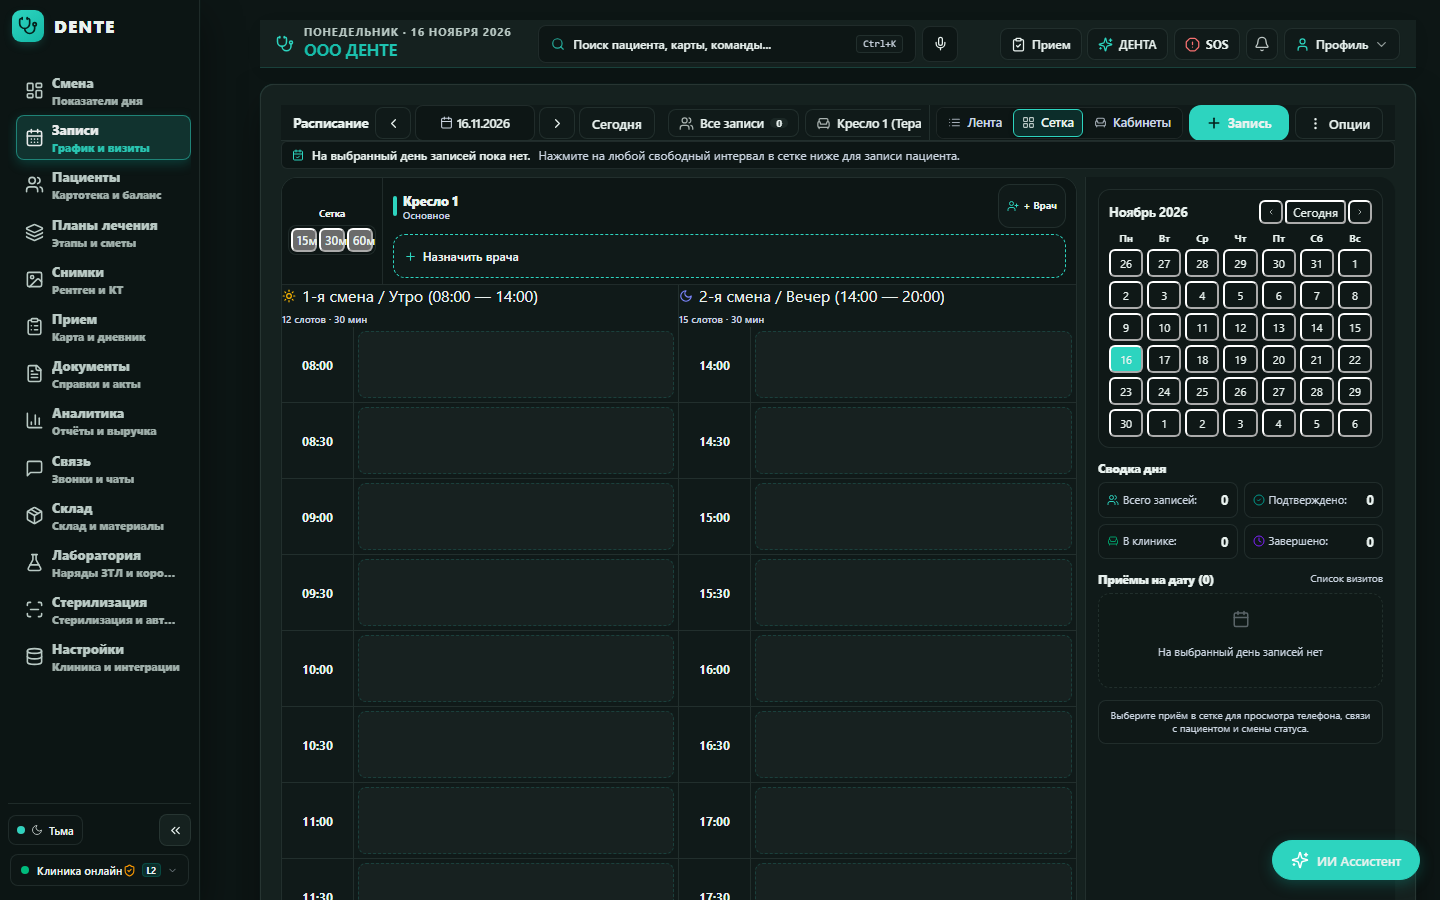 DENTE
Смена
Показатели дня
Записи
График и визиты
Пациенты
Картотека и баланс
Планы лечения
Этапы и сметы
Снимки
Рентген и КТ
Прием
Карта и дневник
Документы
Справки и акты
Аналитика
Отчёты и выручка
Связь
Звонки и чаты
Склад
Склад и материалы
Лаборатория
Наряды ЗТЛ и коро...
Стерилизация
Стерилизация и авт...
Настройки
Клиника и интеграции
Тьма
Клиника онлайн L2
ПОНЕДЕЛЬНИК · 16 НОЯБРЯ 2026
ООО ДЕНТЕ
Поиск пациента, карты, команды... Ctrl+K
Прием
ДЕНТА
SOS
Профиль
Расписание
16.11.2026
Сегодня
Все записи 0
Кресло 1 (Тера
Лента
Сетка
Кабинеты
Запись
Опции
На выбранный день записей пока нет. Нажмите на любой свободный интервал в сетке ниже для записи пациента.
Сетка
15м 30м 60м
Кресло 1
Основное
+ Врач
Назначить врача
1-я смена / Утро (08:00 — 14:00)
12 слотов · 30 мин
08:00
08:30
09:00
09:30
10:00
10:30
11:00
11:30
2-я смена / Вечер (14:00 — 20:00)
15 слотов · 30 мин
14:00
14:30
15:00
15:30
16:00
16:30
17:00
17:30
Ноябрь 2026
Сегодня
Пн Вт Ср Чт Пт Сб Вс
26 27 28 29 30 31 1
2 3 4 5 6 7 8
9 10 11 12 13 14 15
16 17 18 19 20 21 22
23 24 25 26 27 28 29
30 1 2 3 4 5 6
Сводка дня
Всего записей: 0
Подтверждено: 0
В клинике: 0
Завершено: 0
Приёмы на дату (0)
Список визитов
На выбранный день записей нет
Выберите приём в сетке для просмотра телефона, связи
с пациентом и смены статуса.
ИИ Ассистент